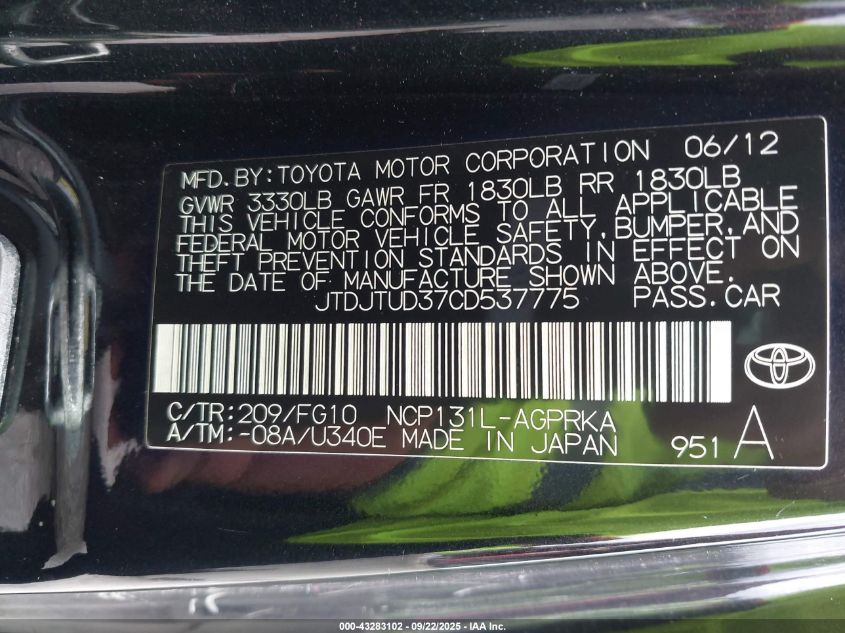 MFD. BY: TOYOTA MOTOR CORPORATION 06/12
GVWR 3330LB GAWR FR 1830LB RR 1830LB
THIS VEHICLE CONFORMS TO ALL APPLICABLE
FEDERAL MOTOR VEHICLE SAFETY, BUMPER, AND
THEFT PREVENTION STANDARDS IN EFFECT ON
THE DATE OF MANUFACTURE SHOWN ABOVE.
JTDJTUD37CD537775 PASS. CAR
C/TR: 209/FG10 NCP131L-AGPRKA
A/TM: -08A/U340E MADE IN JAPAN 951 A
000-43283102 - 09/22/2025 - IAA Inc.